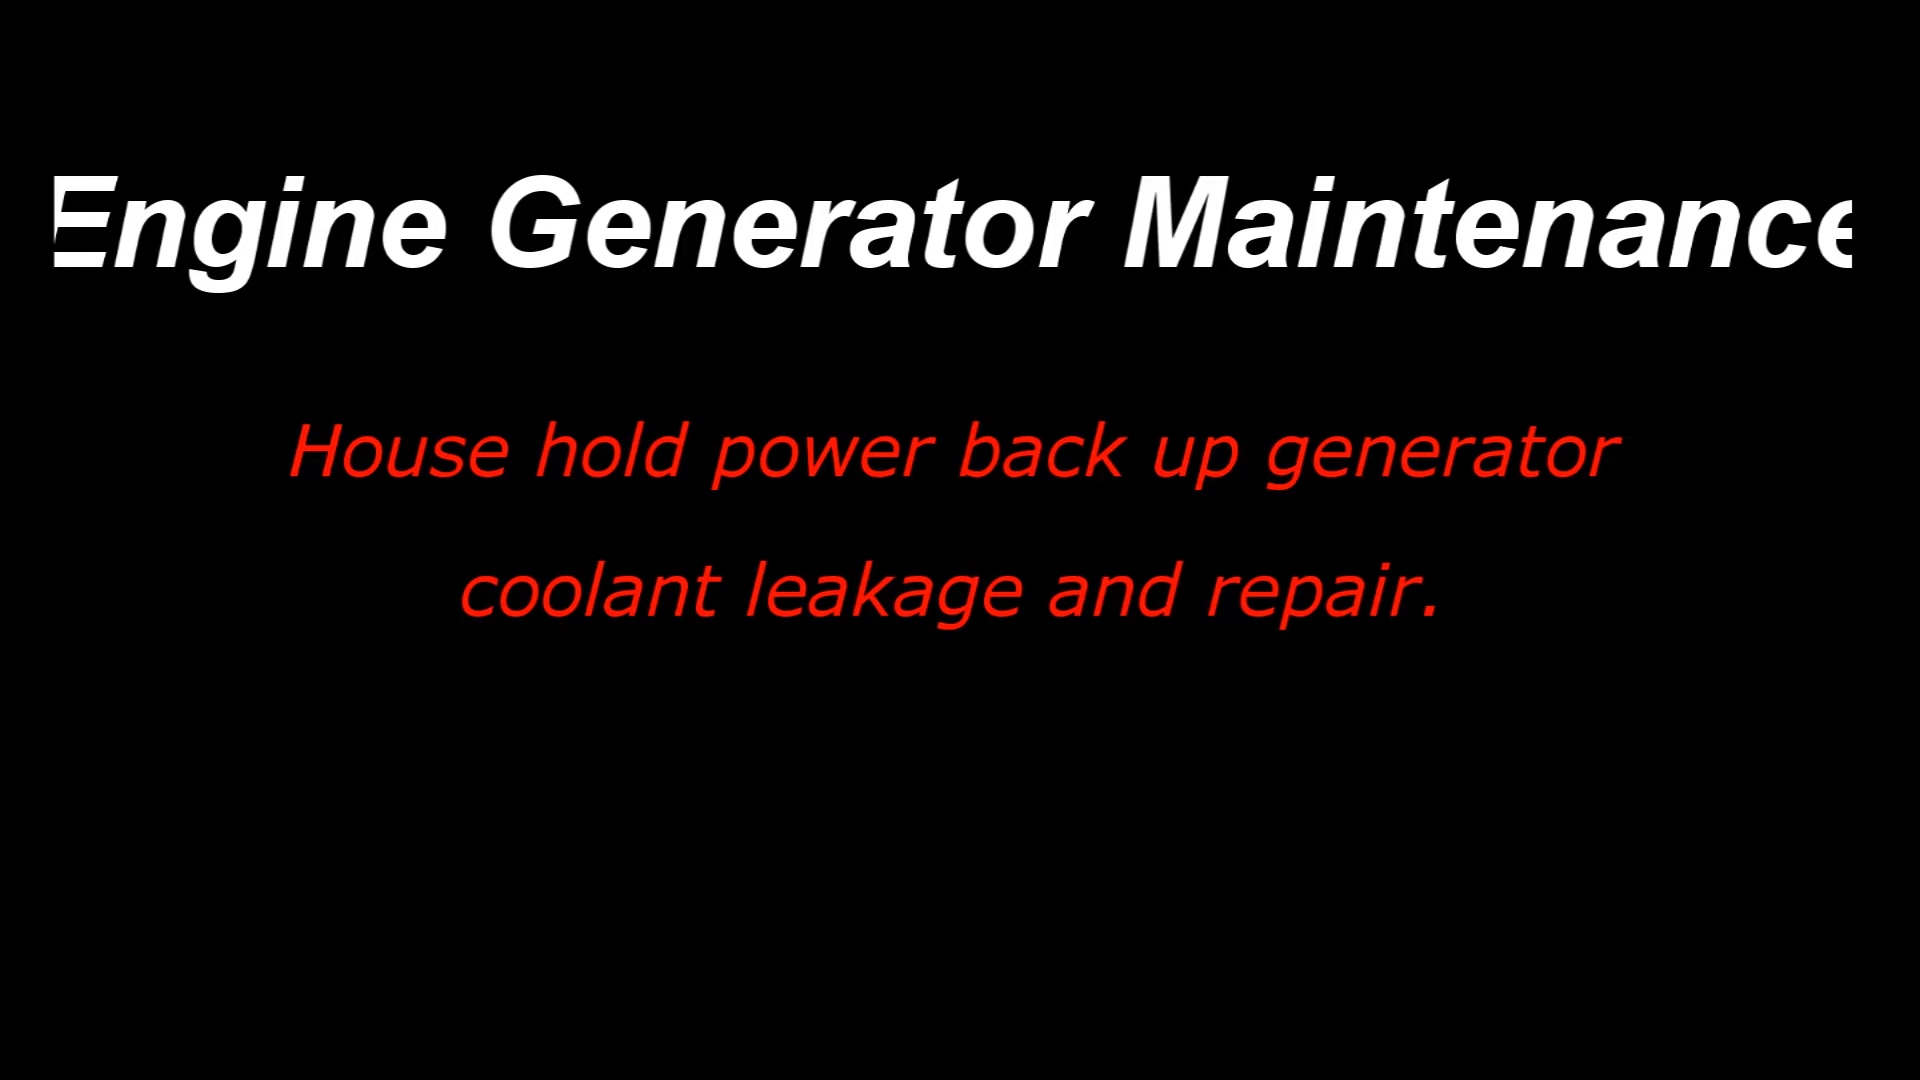 Engine Generator Maintenance
House hold power back up generator
coolant leakage and repair.